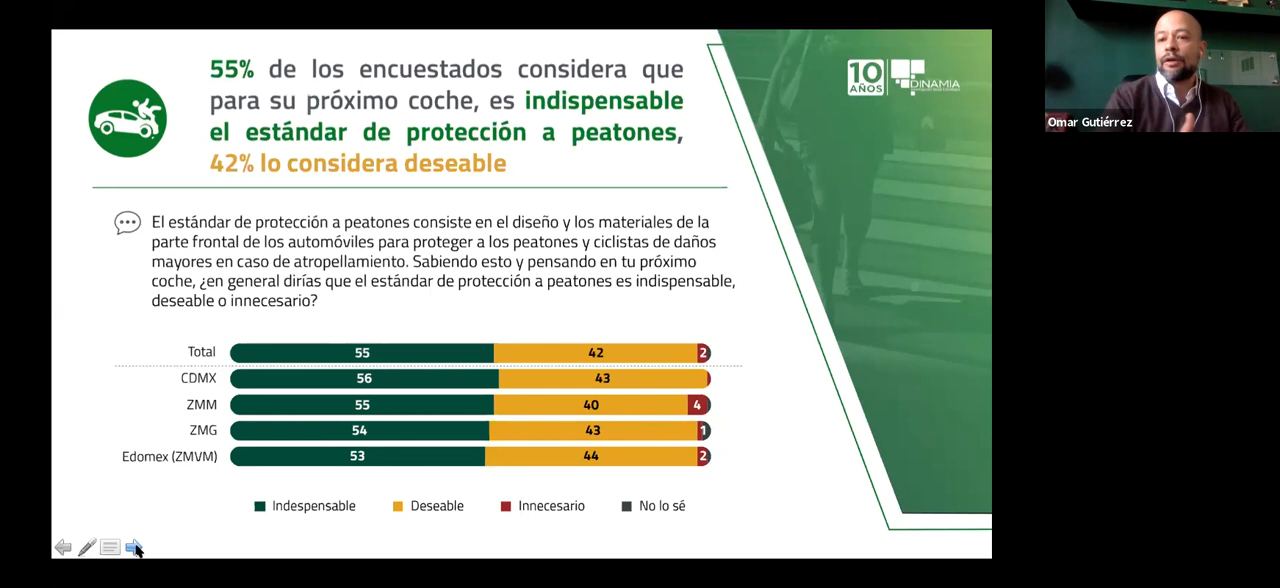 55% de los encuestados considera que
para su próximo coche, es indispensable
el estándar de protección a peatones,
42% lo considera deseable
10
AÑOS
DINAMIA
Omar Gutiérrez
El estándar de protección a peatones consiste en el diseño y los materiales de la
parte frontal de los automóviles para proteger a los peatones y ciclistas de daños
mayores en caso de atropellamiento. Sabiendo esto y pensando en tu próximo
coche, ¿en general dirías que el estándar de protección a peatones es indispensable,
deseable o innecesario?
Total 55 42 2
CDMX 56 43
ZMM 55 40 4
ZMG 54 43 1
Edomex (ZMVM) 53 44 2
Indespensable Deseable Innecesario No lo sé